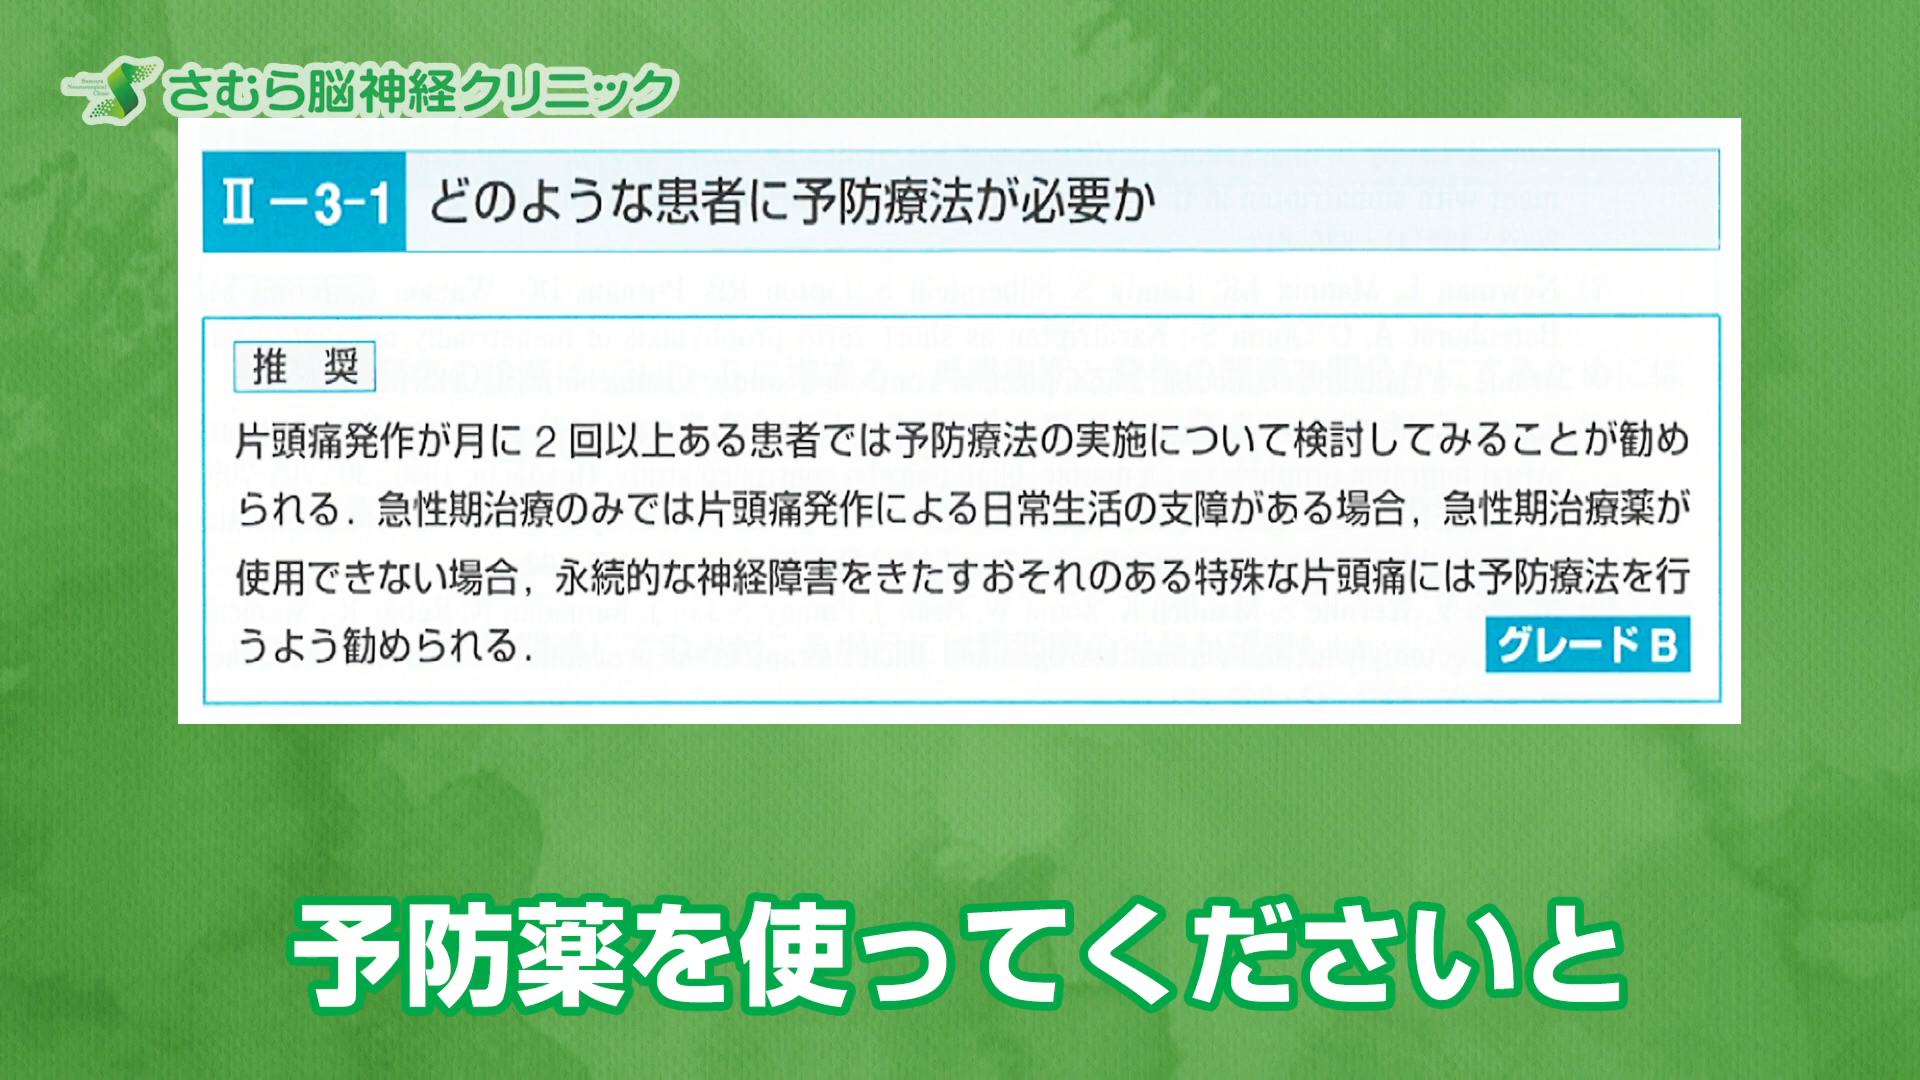 さむら脳神経クリニック
Ⅱ－3-1 どのような患者に予防療法が必要か
推 奨
片頭痛発作が月に 2 回以上ある患者では予防療法の実施について検討してみることが勧め
られる．急性期治療のみでは片頭痛発作による日常生活の支障がある場合，急性期治療薬が
使用できない場合，永続的な神経障害をきたすおそれのある特殊な片頭痛には予防療法を行
うよう勧められる．
グレード B
予防薬を使ってくださいと